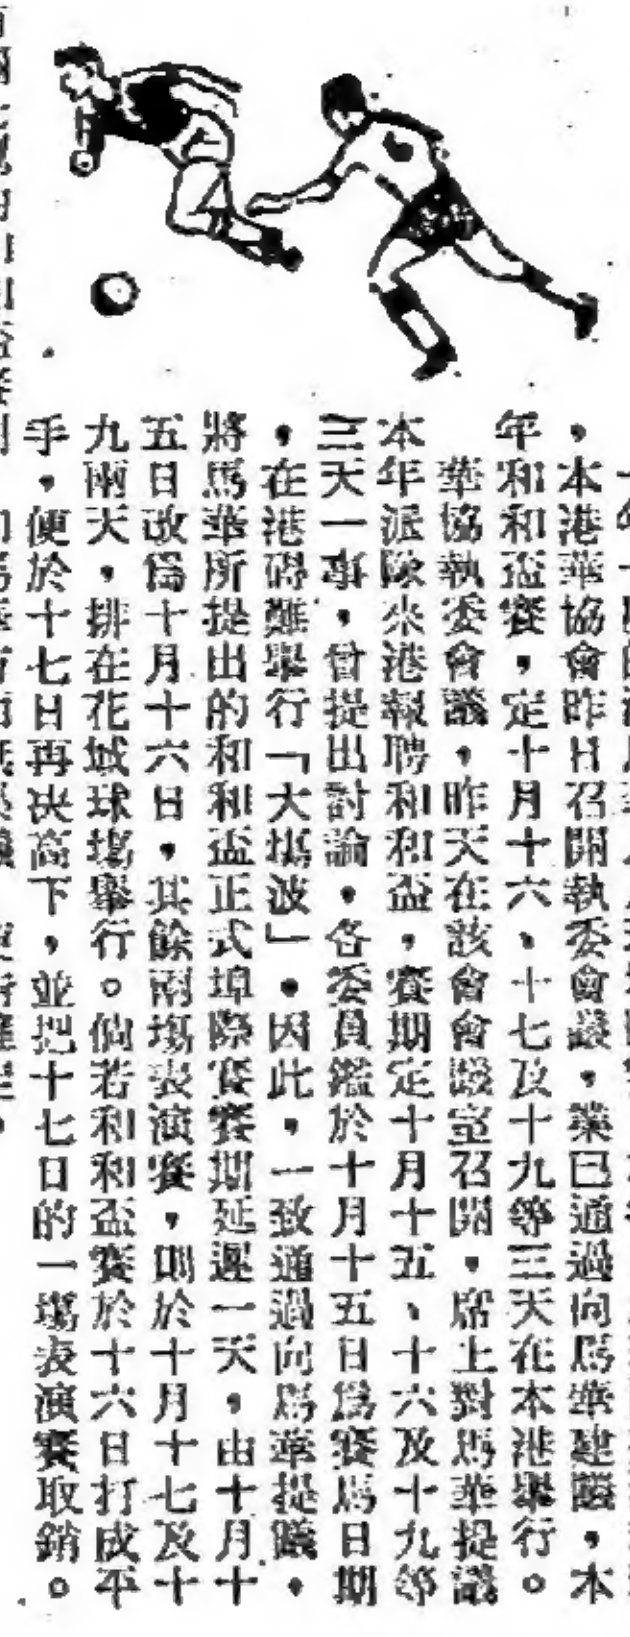 ，本港華協會昨日召開執委會議，業已通過向馬華建議，本
年和和盃賽，定十月十六、十七及十九等三天在本港舉行。
華協執委會議，昨天在該會會議室召開，席上對馬華提議
本年派隊來港報聘和和盃，賽期定十月十五、十六及十九等
三天一事，曾提出討論，各委員鑑於十月十五日爲賽馬日期
，在港碍難舉行「大塲波」，因此，一致通過向馬華提議，
將馬華所提出的和和盃正式埠際賽賽期延遲一天，由十月十
五日改爲十月十六日，其餘兩塲表演賽，則於十月十七及十
九兩天，排在花城球塲舉行。倘若和和盃賽於十六日打成平
手，便於十七日再决高下，並把十七日的一塲表演賽取銷。